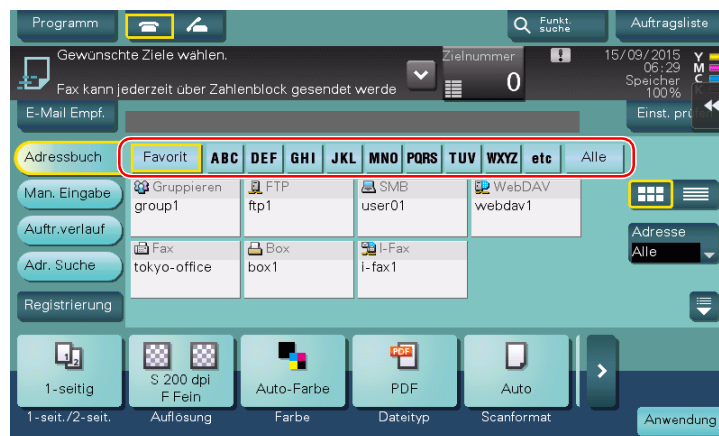 Programm
Funkt. suche
Auftragsliste
Gewünschte Ziele wählen.
Fax kann jederzeit über Zahlenblock gesendet werde
Zielnummer
0
15/09/2015
06:29
Speicher
100%
Y
M
C
K
E-Mail Empf.
Einst. prüfen
Adressbuch
Favorit ABC DEF GHI JKL MNO PQRS TUV WXYZ etc Alle
Man. Eingabe
Auftr.verlauf
Adr. Suche
Registrierung
Gruppieren
group1
FTP
ftp1
SMB
user01
WebDAV
webdav1
Fax
tokyo-office
Box
box1
I-Fax
i-fax1
Adresse
Alle
1 2
1-seitig
1-seit./2-seit.
S 200 dpi
F Fein
Auflösung
Auto-Farbe
Farbe
PDF
PDF
Dateityp
Auto
Scanformat
Anwendung